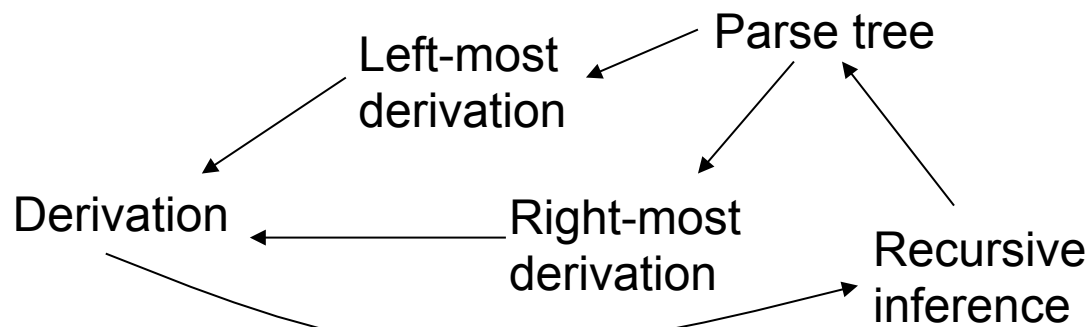 Parse tree
Left-most
derivation
Derivation
Right-most
derivation
Recursive
inference